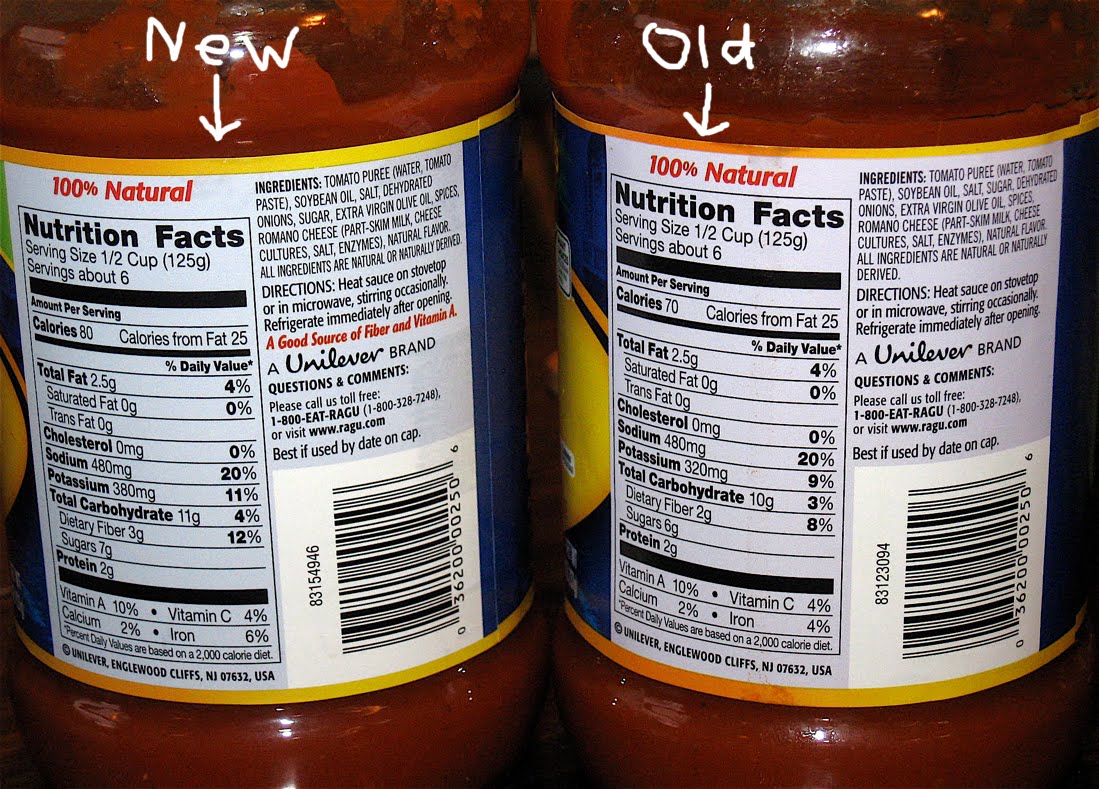 New
100% Natural
Nutrition Facts
Serving Size 1/2 Cup (125g)
Servings about 6
Amount Per Serving
Calories 80 Calories from Fat 25
% Daily Value*
Total Fat 2.5g 4%
Saturated Fat 0g 0%
Trans Fat 0g
Cholesterol 0mg 0%
Sodium 480mg 20%
Potassium 380mg 11%
Total Carbohydrate 11g 4%
Dietary Fiber 3g 12%
Sugars 7g
Protein 2g
Vitamin A 10% • Vitamin C 4%
Calcium 2% • Iron 6%
*Percent Daily Values are based on a 2,000 calorie diet.
© UNILEVER, ENGLEWOOD CLIFFS, NJ 07632, USA
INGREDIENTS: TOMATO PUREE (WATER, TOMATO
PASTE), SOYBEAN OIL, SALT, DEHYDRATED
ONIONS, SUGAR, EXTRA VIRGIN OLIVE OIL, SPICES,
ROMANO CHEESE (PART-SKIM MILK, CHEESE
CULTURES, SALT, ENZYMES), NATURAL FLAVOR.
ALL INGREDIENTS ARE NATURAL OR NATURALLY DERIVED.
DIRECTIONS: Heat sauce on stovetop
or in microwave, stirring occasionally.
Refrigerate immediately after opening.
A Good Source of Fiber and Vitamin A.
A Unilever BRAND
QUESTIONS & COMMENTS:
Please call us toll free:
1-800-EAT-RAGU (1-800-328-7248),
or visit www.ragu.com
Best if used by date on cap.
83154946
0 36200 00250 6
Old
100% Natural
Nutrition Facts
Serving Size 1/2 Cup (125g)
Servings about 6
Amount Per Serving
Calories 70 Calories from Fat 25
% Daily Value*
Total Fat 2.5g 4%
Saturated Fat 0g 0%
Trans Fat 0g
Cholesterol 0mg 0%
Sodium 480mg 20%
Potassium 320mg 9%
Total Carbohydrate 10g 3%
Dietary Fiber 2g 8%
Sugars 6g
Protein 2g
Vitamin A 10% • Vitamin C 4%
Calcium 2% • Iron 4%
*Percent Daily Values are based on a 2,000 calorie diet.
© UNILEVER, ENGLEWOOD CLIFFS, NJ 07632, USA
INGREDIENTS: TOMATO PUREE (WATER, TOMATO
PASTE), SOYBEAN OIL, SALT, SUGAR, DEHYDRATED
ONIONS, EXTRA VIRGIN OLIVE OIL, SPICES,
ROMANO CHEESE (PART-SKIM MILK, CHEESE
CULTURES, SALT, ENZYMES), NATURAL FLAVOR.
ALL INGREDIENTS ARE NATURAL OR NATURALLY
DERIVED.
DIRECTIONS: Heat sauce on stovetop
or in microwave, stirring occasionally.
Refrigerate immediately after opening.
A Unilever BRAND
QUESTIONS & COMMENTS:
Please call us toll free:
1-800-EAT-RAGU (1-800-328-7248),
or visit www.ragu.com
Best if used by date on cap.
83123094
0 36200 00250 6